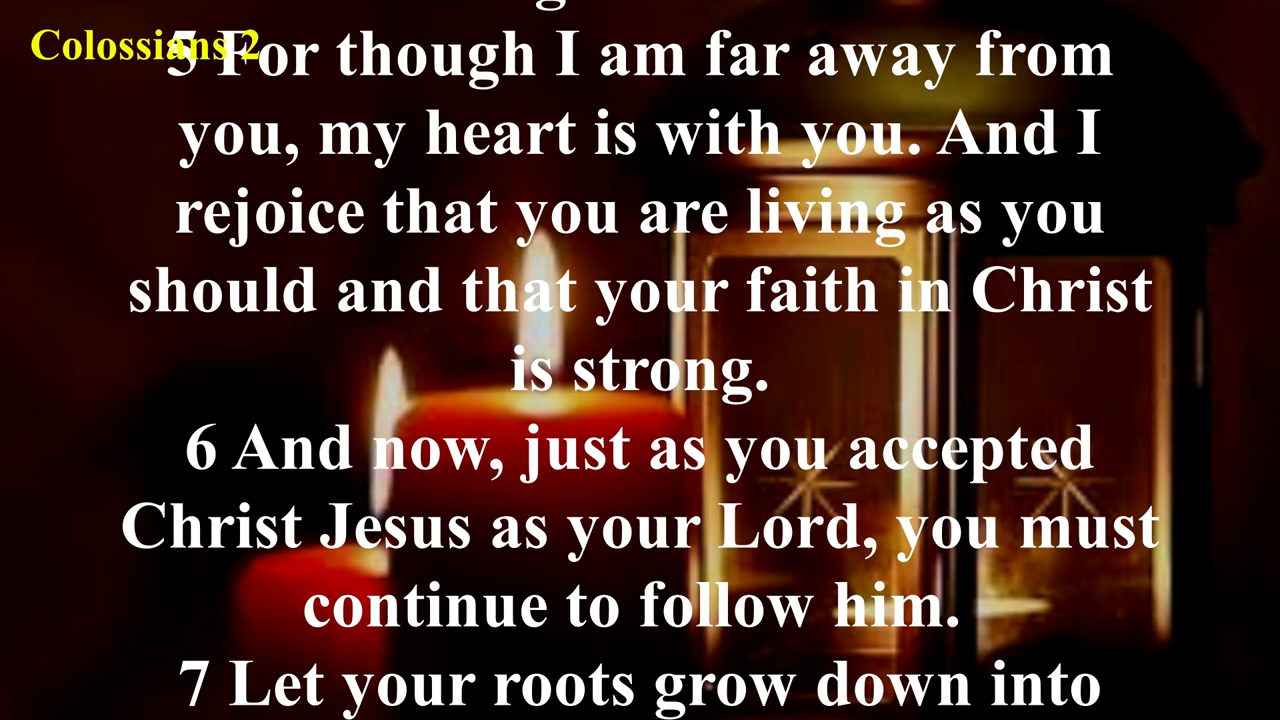 Colossians 2
5 For though I am far away from
you, my heart is with you. And I
rejoice that you are living as you
should and that your faith in Christ
is strong.
6 And now, just as you accepted
Christ Jesus as your Lord, you must
continue to follow him.
7 Let your roots grow down into